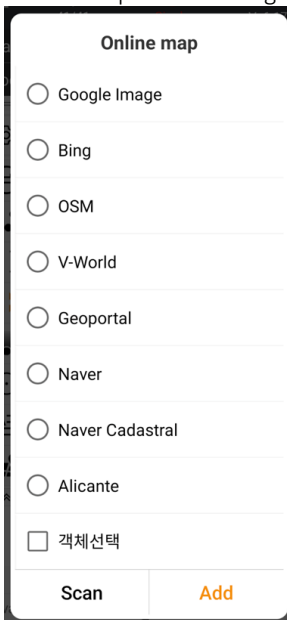 Online map
Google Image
Bing
OSM
V-World
Geoportal
Naver
Naver Cadastral
Alicante
객체선택
Scan
Add